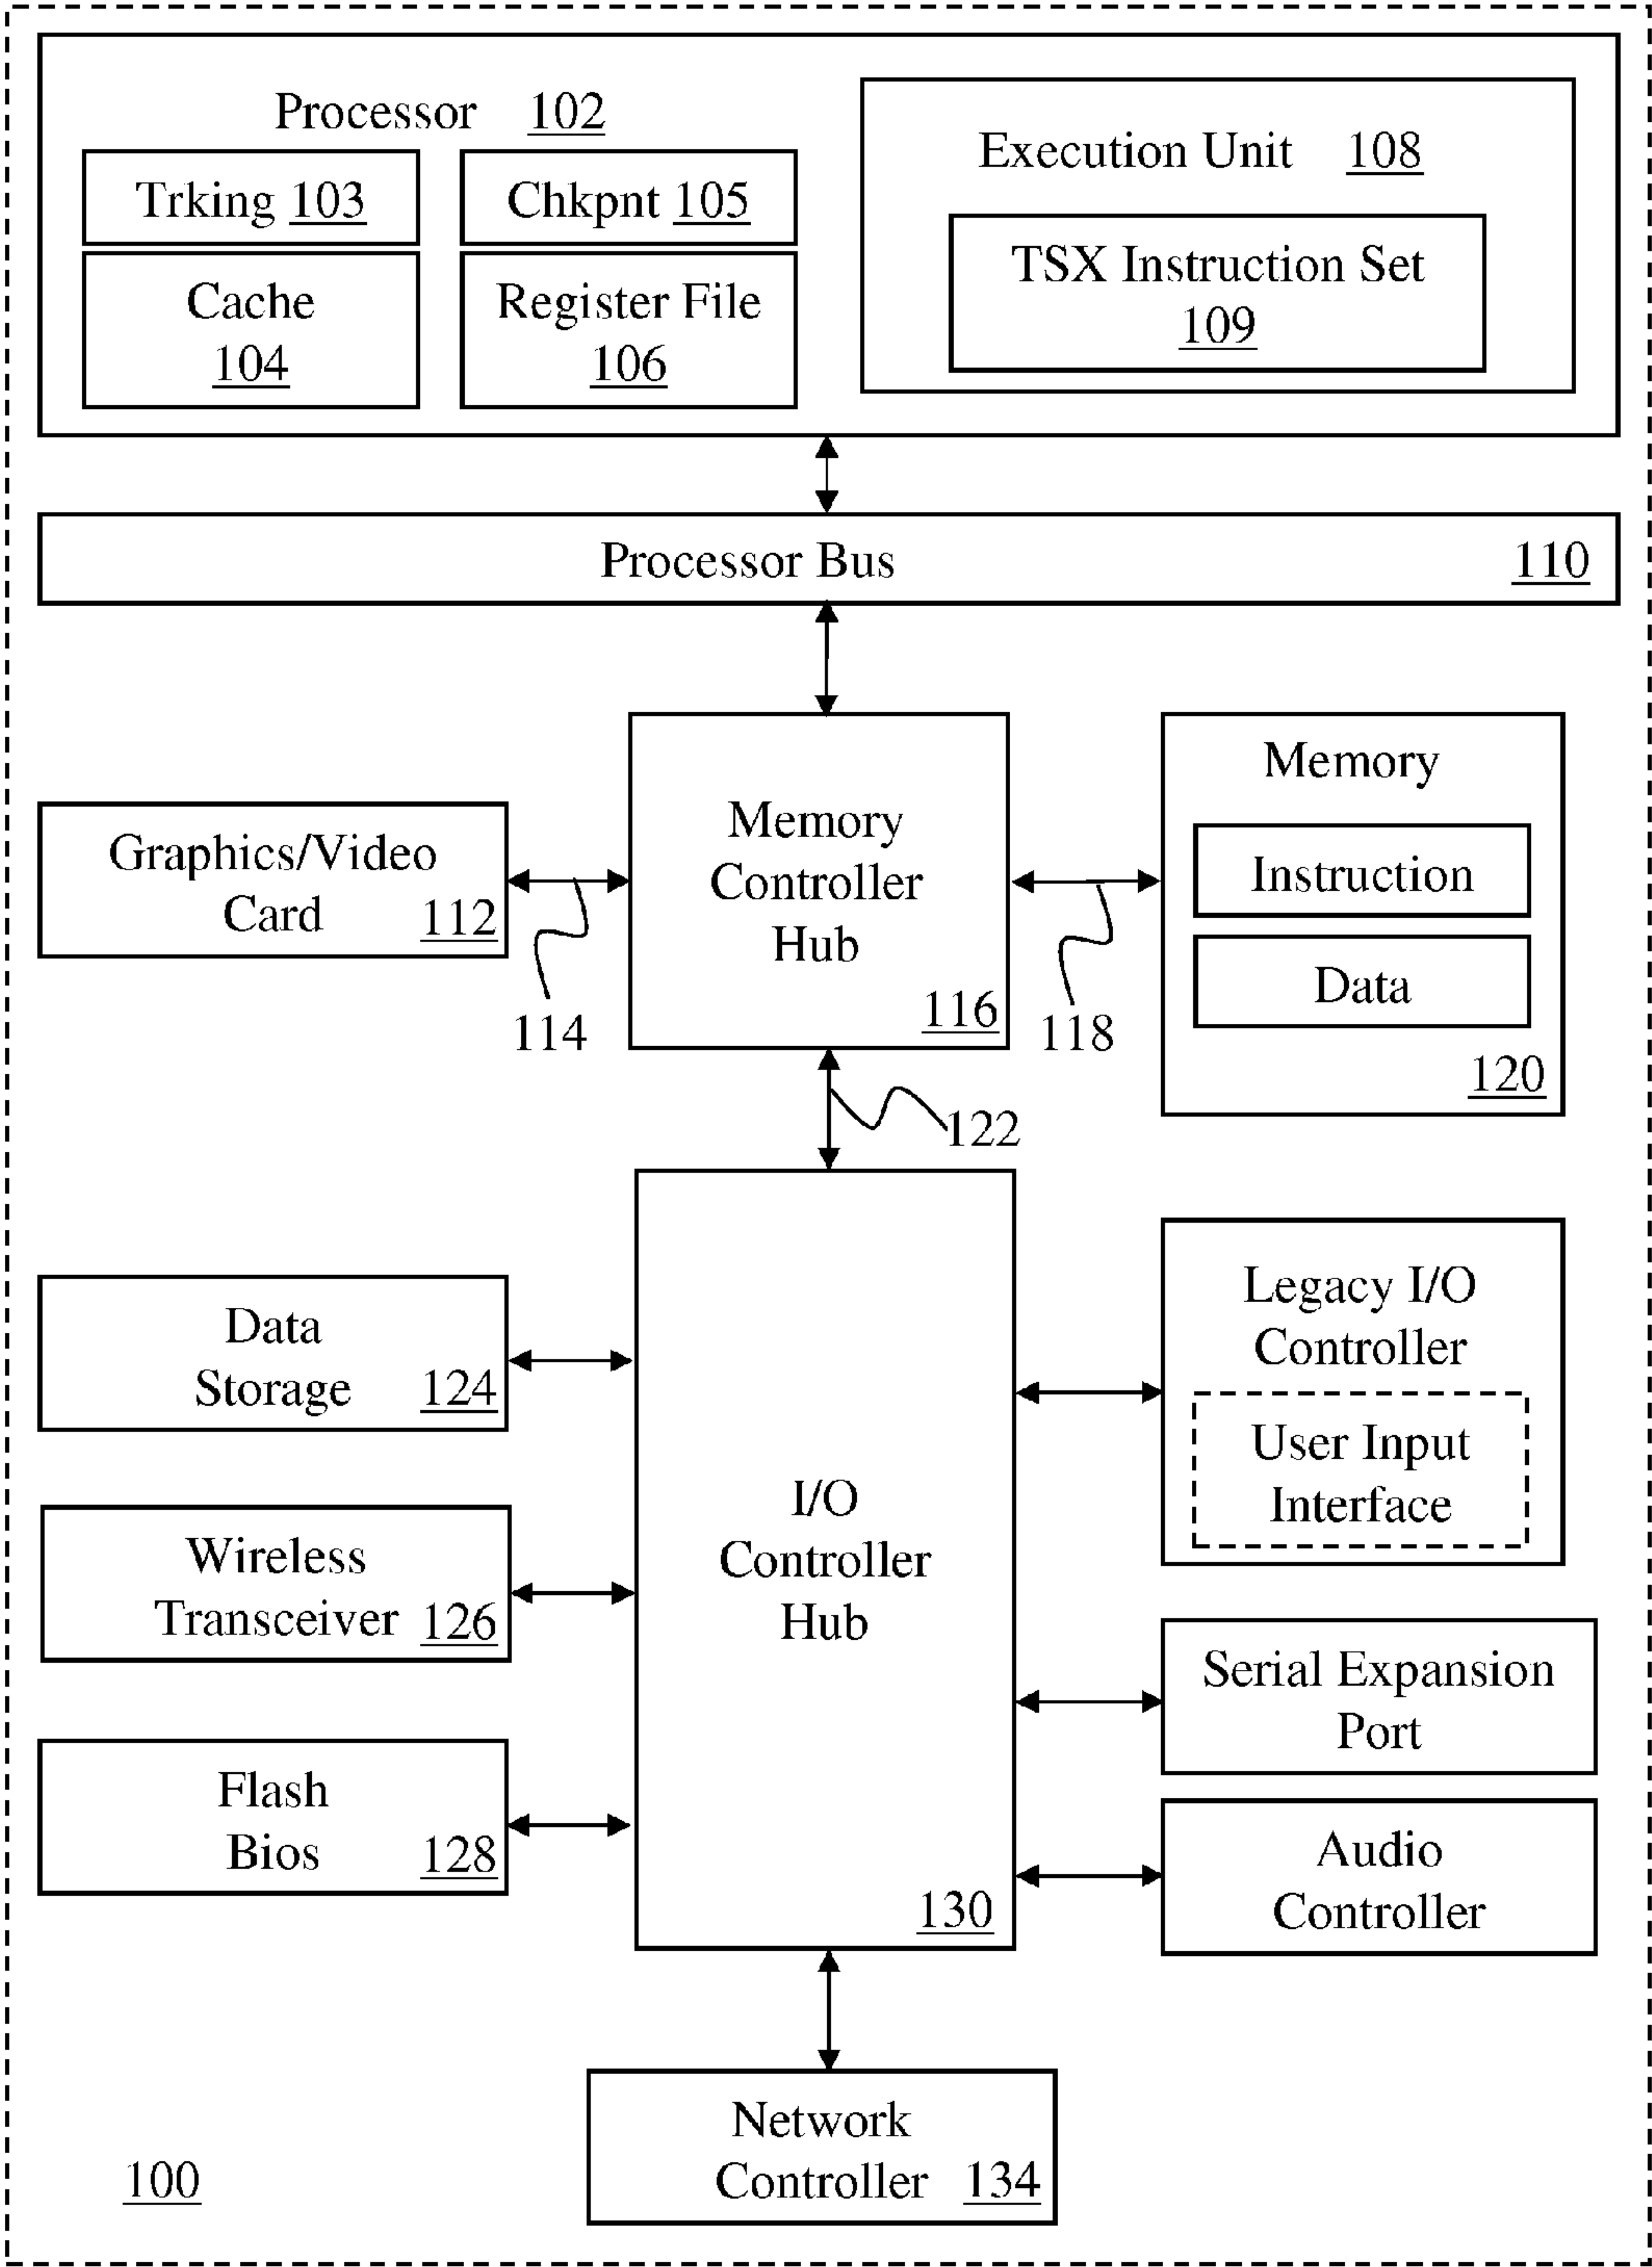 Processor 102
Trking 103
Chkpnt 105
Cache
104
Register File
106
Execution Unit 108
TSX Instruction Set
109
Processor Bus 110
Graphics/Video
Card 112
114
Memory
Controller
Hub
116
118
Memory
Instruction
Data
120
122
Data
Storage 124
Wireless
Transceiver 126
Flash
Bios 128
I/O
Controller
Hub
130
Legacy I/O
Controller
User Input
Interface
Serial Expansion
Port
Audio
Controller
Network
Controller 134
100